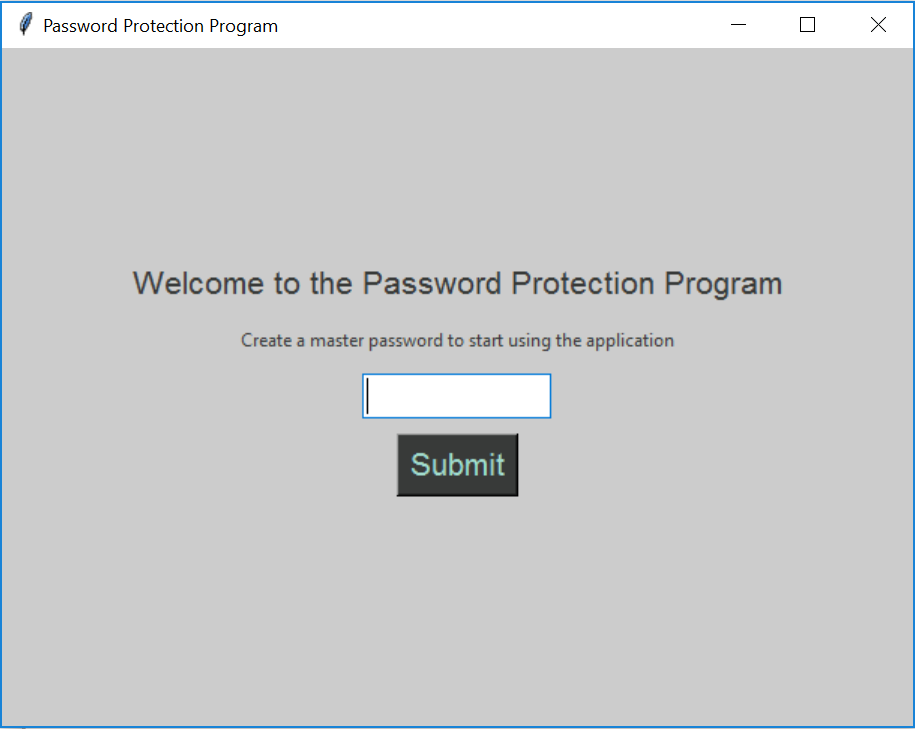 Password Protection Program
Welcome to the Password Protection Program
Create a master password to start using the application
Submit